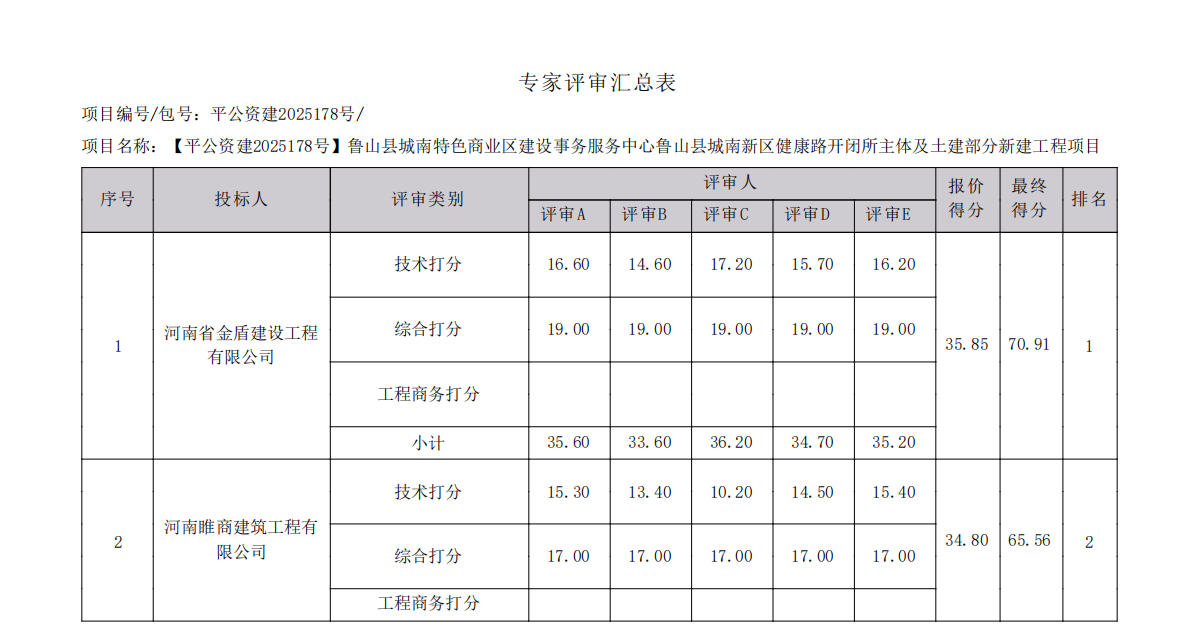 专家评审汇总表
项目编号/包号：平公资建2025178号/
项目名称：【平公资建2025178号】鲁山县城南特色商业区建设事务服务中心鲁山县城南新区健康路开闭所主体及土建部分新建工程项目
序号 投标人 评审类别 评审人 报价得分 最终得分 排名
评审A 评审B 评审C 评审D 评审E
技术打分 16.60 14.60 17.20 15.70 16.20
综合打分 19.00 19.00 19.00 19.00 19.00
1 河南省金盾建设工程 35.85 70.91 1
有限公司
工程商务打分
小计 35.60 33.60 36.20 34.70 35.20
技术打分 15.30 13.40 10.20 14.50 15.40
2 河南睢商建筑工程有 34.80 65.56 2
限公司
综合打分 17.00 17.00 17.00 17.00 17.00
工程商务打分